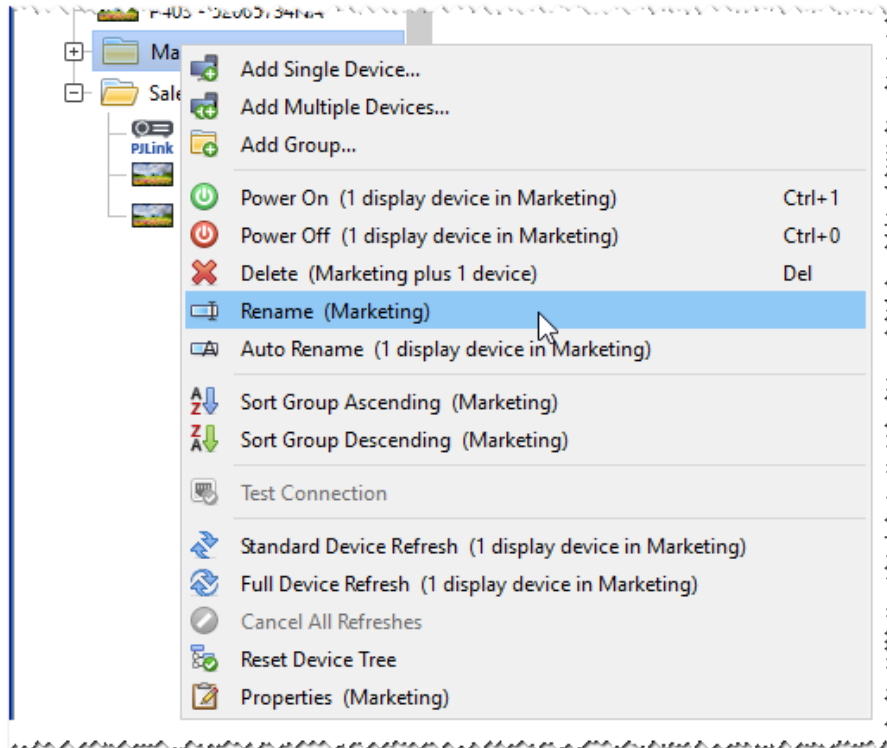 Ma
Sale
PJLink
Add Single Device...
Add Multiple Devices...
Add Group...
Power On (1 display device in Marketing) Ctrl+1
Power Off (1 display device in Marketing) Ctrl+0
Delete (Marketing plus 1 device) Del
Rename (Marketing)
Auto Rename (1 display device in Marketing)
Sort Group Ascending (Marketing)
Sort Group Descending (Marketing)
Test Connection
Standard Device Refresh (1 display device in Marketing)
Full Device Refresh (1 display device in Marketing)
Cancel All Refreshes
Reset Device Tree
Properties (Marketing)